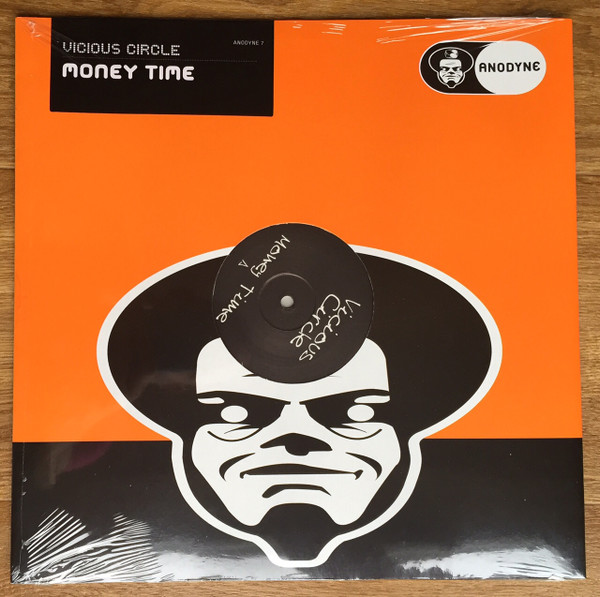 VICIOUS CIRCLE
ANODYNE 7
MONEY TIME
ANODYNE
Money Time
A
Vicious
Circle